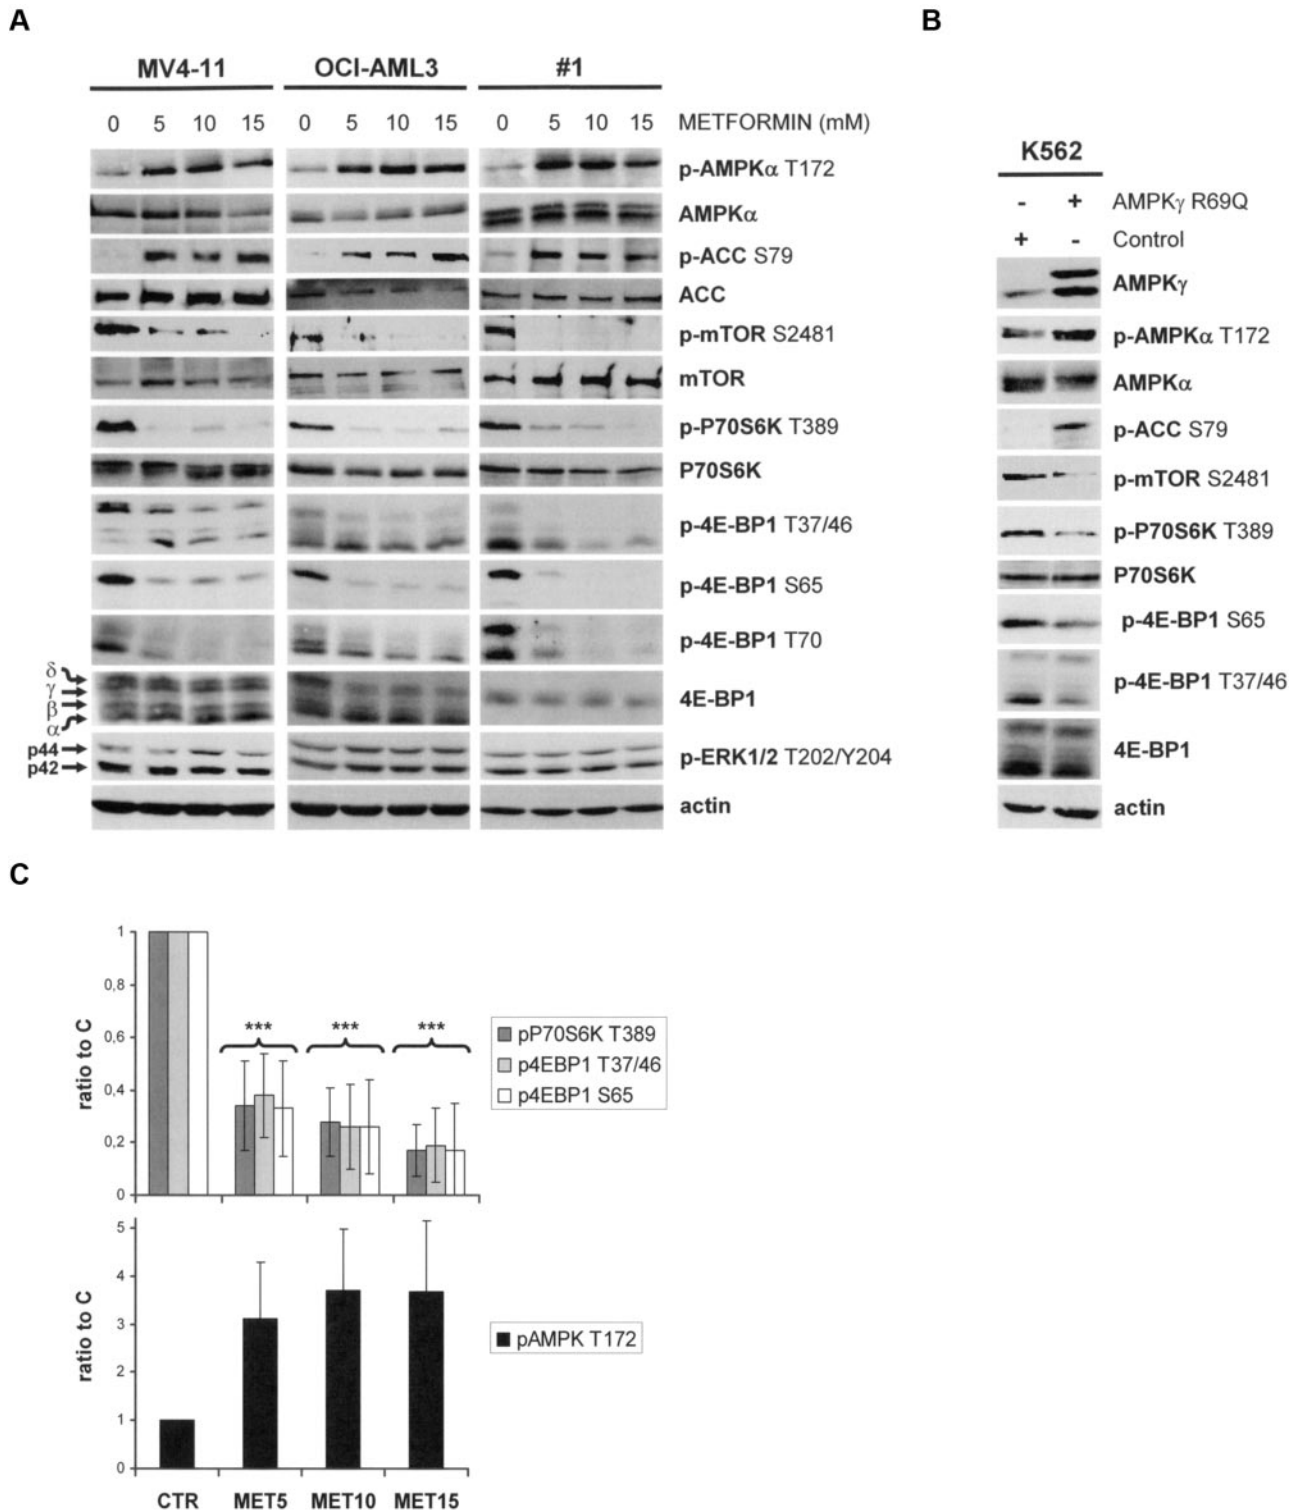 A
B
MV4-11 OCI-AML3 #1
0 5 10 15 0 5 10 15 0 5 10 15 METFORMIN (mM)
p-AMPKα T172
AMPKα
p-ACC S79
ACC
p-mTOR S2481
mTOR
p-P70S6K T389
P70S6K
p-4E-BP1 T37/46
p-4E-BP1 S65
p-4E-BP1 T70
δ
γ
β
α
4E-BP1
p44
p42
p-ERK1/2 T202/Y204
actin
K562
- + AMPKγ R69Q
+ - Control
AMPKγ
p-AMPKα T172
AMPKα
p-ACC S79
p-mTOR S2481
p-P70S6K T389
P70S6K
p-4E-BP1 S65
p-4E-BP1 T37/46
4E-BP1
actin
C
ratio to C
1
0,8
0,6
0,4
0,2
0
*** *** ***
pP70S6K T389
p4EBP1 T37/46
p4EBP1 S65
ratio to C
5
4
3
2
1
0
pAMPK T172
CTR MET5 MET10 MET15